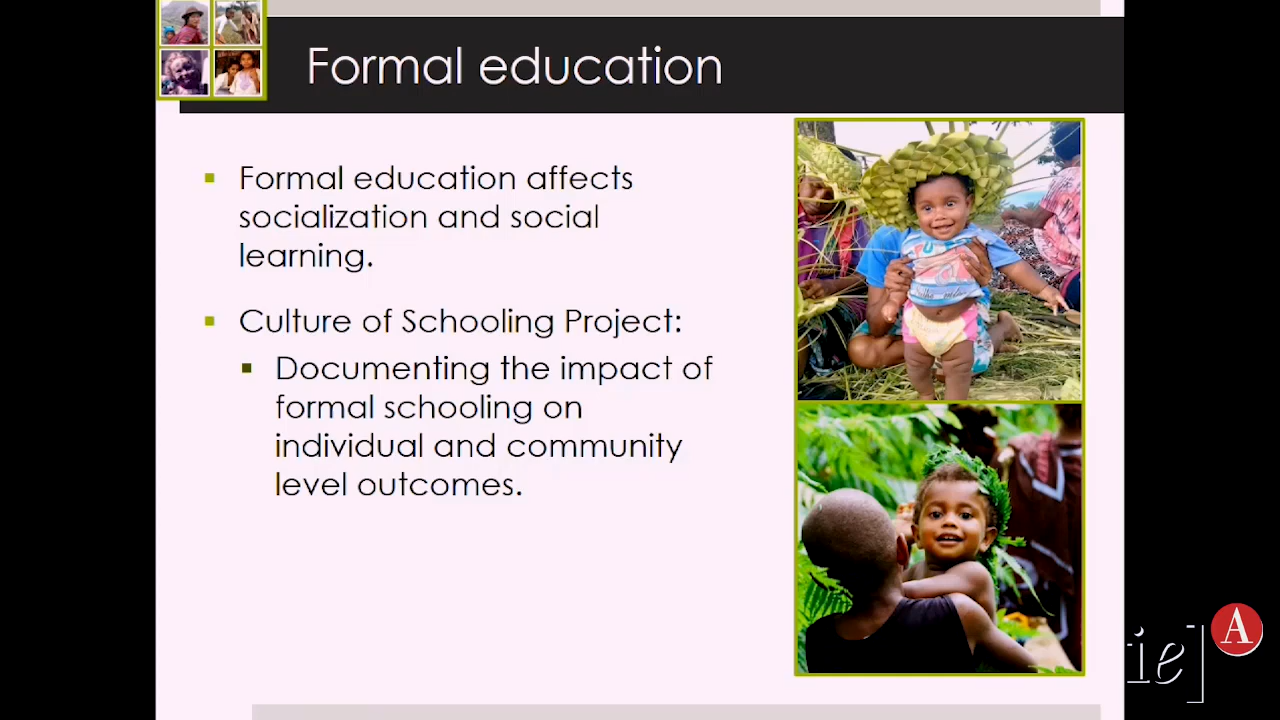 Formal education
Formal education affects
socialization and social
learning.
Culture of Schooling Project:
Documenting the impact of
formal schooling on
individual and community
level outcomes.
ie]
A